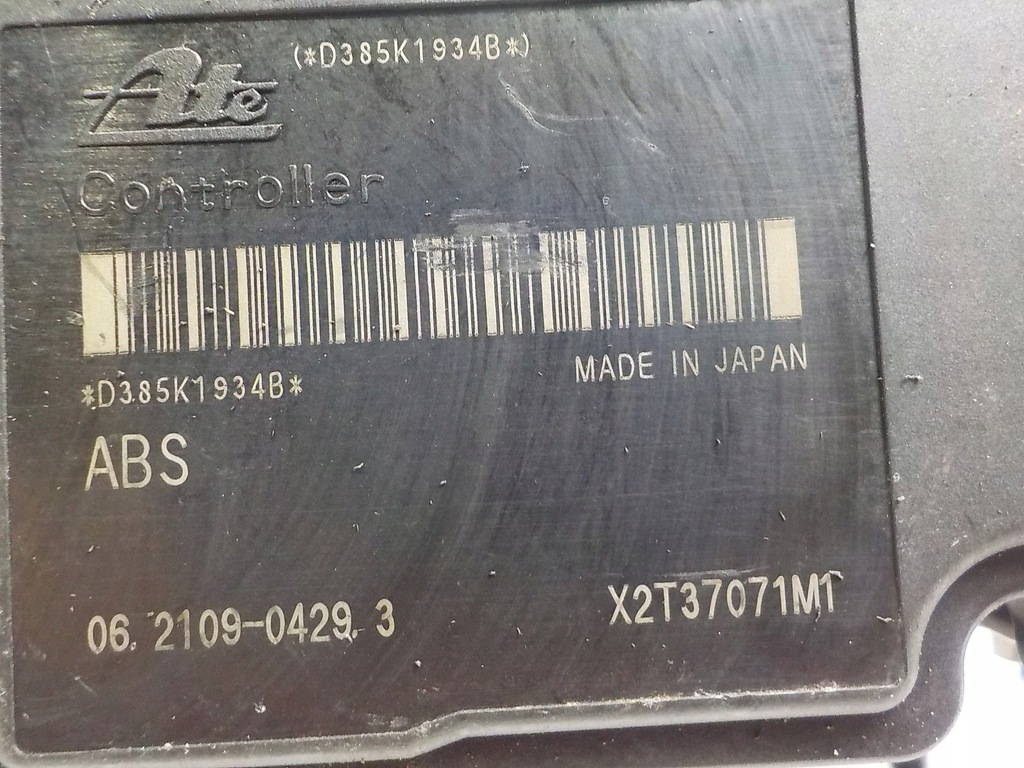 (*D385K1934B*)
Ate
Controller
*D385K1934B*
MADE IN JAPAN
ABS
06. 2109-0429. 3
X2T37071M1